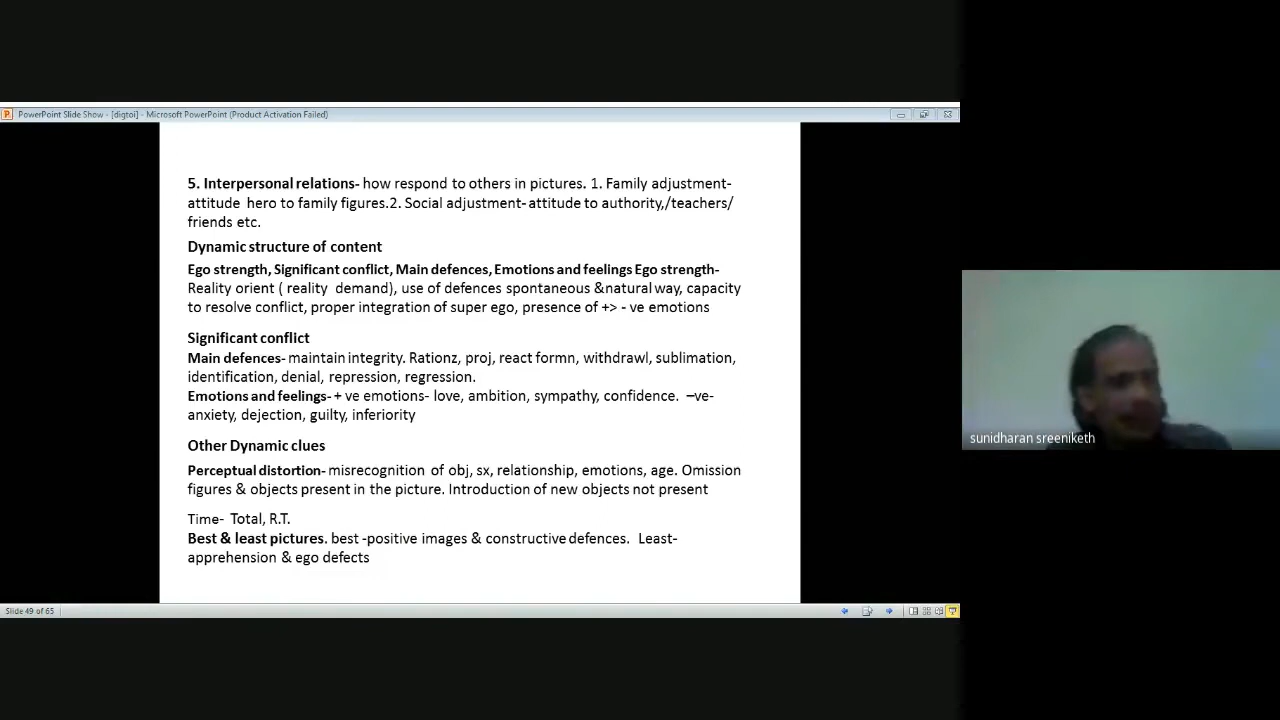 PowerPoint Slide Show - [digtoi] - Microsoft PowerPoint (Product Activation Failed)
5. Interpersonal relations- how respond to others in pictures. 1. Family adjustment-
attitude hero to family figures.2. Social adjustment- attitude to authority,/teachers/
friends etc.
Dynamic structure of content
Ego strength, Significant conflict, Main defences, Emotions and feelings Ego strength-
Reality orient ( reality demand), use of defences spontaneous &natural way, capacity
to resolve conflict, proper integration of super ego, presence of +> - ve emotions
Significant conflict
Main defences- maintain integrity. Rationz, proj, react formn, withdrawl, sublimation,
identification, denial, repression, regression.
Emotions and feelings- + ve emotions- love, ambition, sympathy, confidence. –ve-
anxiety, dejection, guilty, inferiority
Other Dynamic clues
Perceptual distortion- misrecognition of obj, sx, relationship, emotions, age. Omission
figures & objects present in the picture. Introduction of new objects not present
Time- Total, R.T.
Best & least pictures. best -positive images & constructive defences. Least-
apprehension & ego defects
Slide 49 of 65
sunidharan sreeniketh